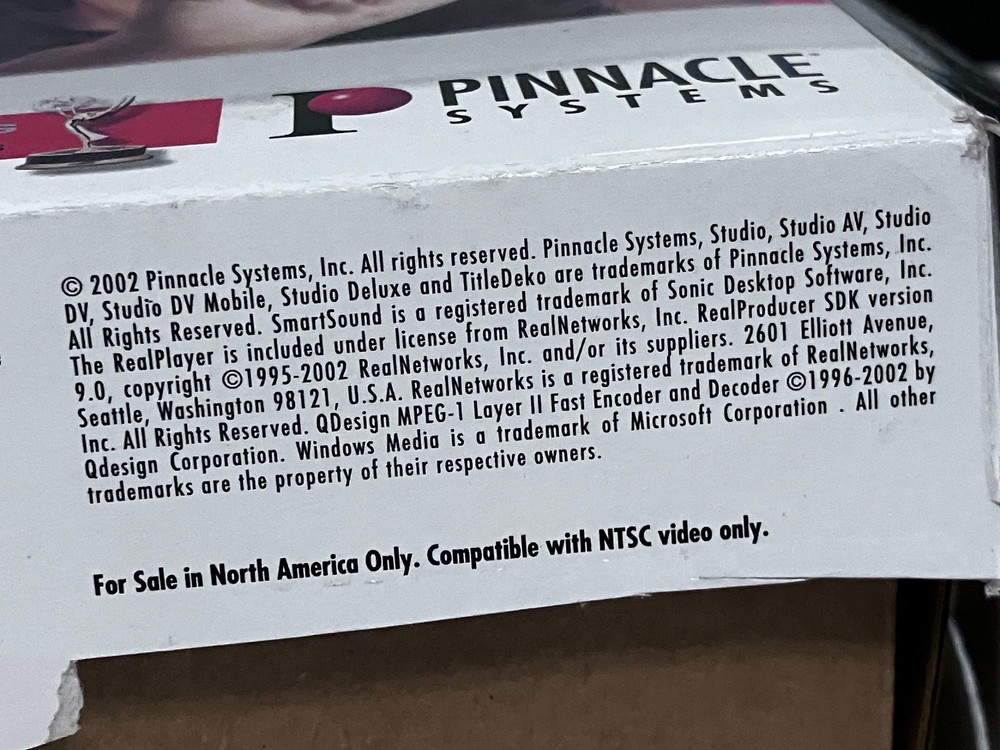 PINNACLE
SYSTEMS
© 2002 Pinnacle Systems, Inc. All rights reserved. Pinnacle Systems, Studio, Studio AV, Studio
DV, Studio DV Mobile, Studio Deluxe and TitleDeko are trademarks of Pinnacle Systems, Inc.
All Rights Reserved. SmartSound is a registered trademark of Sonic Desktop Software, Inc.
The RealPlayer is included under license from RealNetworks, Inc. RealProducer SDK version
9.0, copyright ©1995-2002 RealNetworks, Inc. and/or its suppliers. 2601 Elliott Avenue,
Seattle, Washington 98121, U.S.A. RealNetworks is a registered trademark of RealNetworks,
Inc. All Rights Reserved. QDesign MPEG-1 Layer II Fast Encoder and Decoder ©1996-2002 by
Qdesign Corporation. Windows Media is a trademark of Microsoft Corporation . All other
trademarks are the property of their respective owners.
For Sale in North America Only. Compatible with NTSC video only.